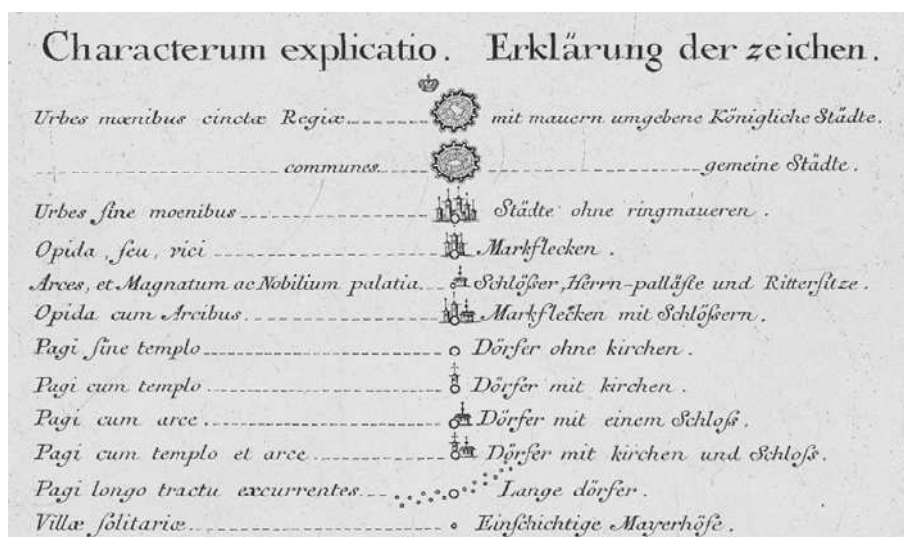 Characterum explicatio. Erklärung der zeichen.
Urbes mœnibus cinctæ Regiæ mit mauern umgebene Königliche Städte.
communes gemeine Städte.
Urbes ſine moenibus Städte ohne ringmaueren.
Opida, ſeu, vici Markflecken.
Arces, et Magnatum ac Nobilium palatia Schlößer, Herrn-palläſte und Ritterſitze.
Opida cum Arcibus Markflecken mit Schlößern.
Pagi ſine templo Dörfer ohne kirchen.
Pagi cum templo Dörfer mit kirchen.
Pagi cum arce Dörfer mit einem Schloß.
Pagi cum templo et arce Dörfer mit kirchen und Schloß.
Pagi longo tractu excurrentes Lange dörfer.
Villæ ſolitariæ Einſchichtige Mayerhöfe.